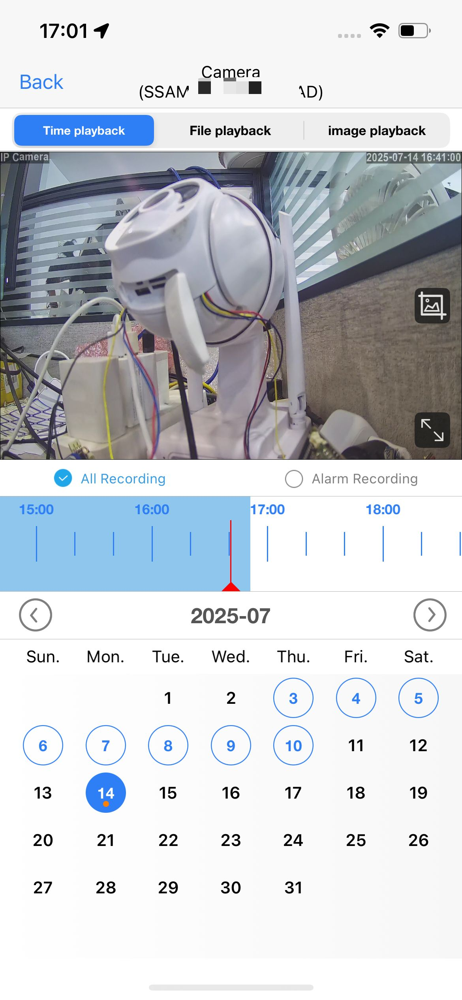 17:01
Back
Camera
(SSAM AD)
Time playback
File playback
image playback
IP Camera
2025-07-14 16:41:00
All Recording
Alarm Recording
15:00 16:00 17:00 18:00
2025-07
Sun. Mon. Tue. Wed. Thu. Fri. Sat.
1 2 3 4 5
6 7 8 9 10 11 12
13 14 15 16 17 18 19
20 21 22 23 24 25 26
27 28 29 30 31